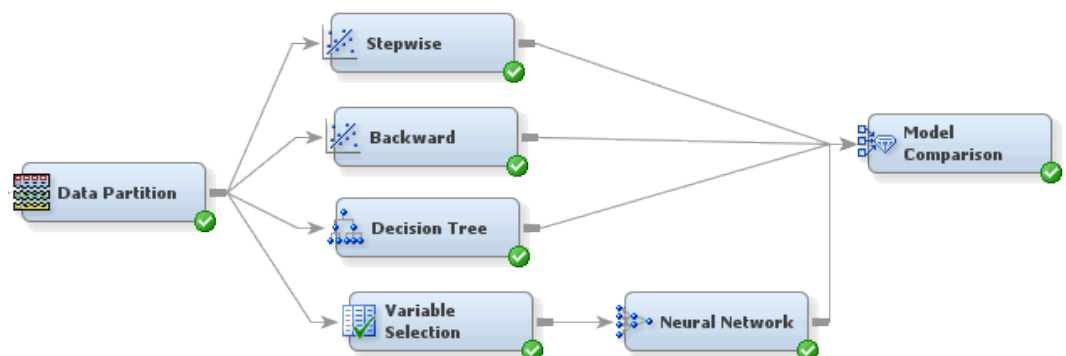 Stepwise
Backward
Data Partition
Decision Tree
Variable
Selection
Neural Network
Model
Comparison